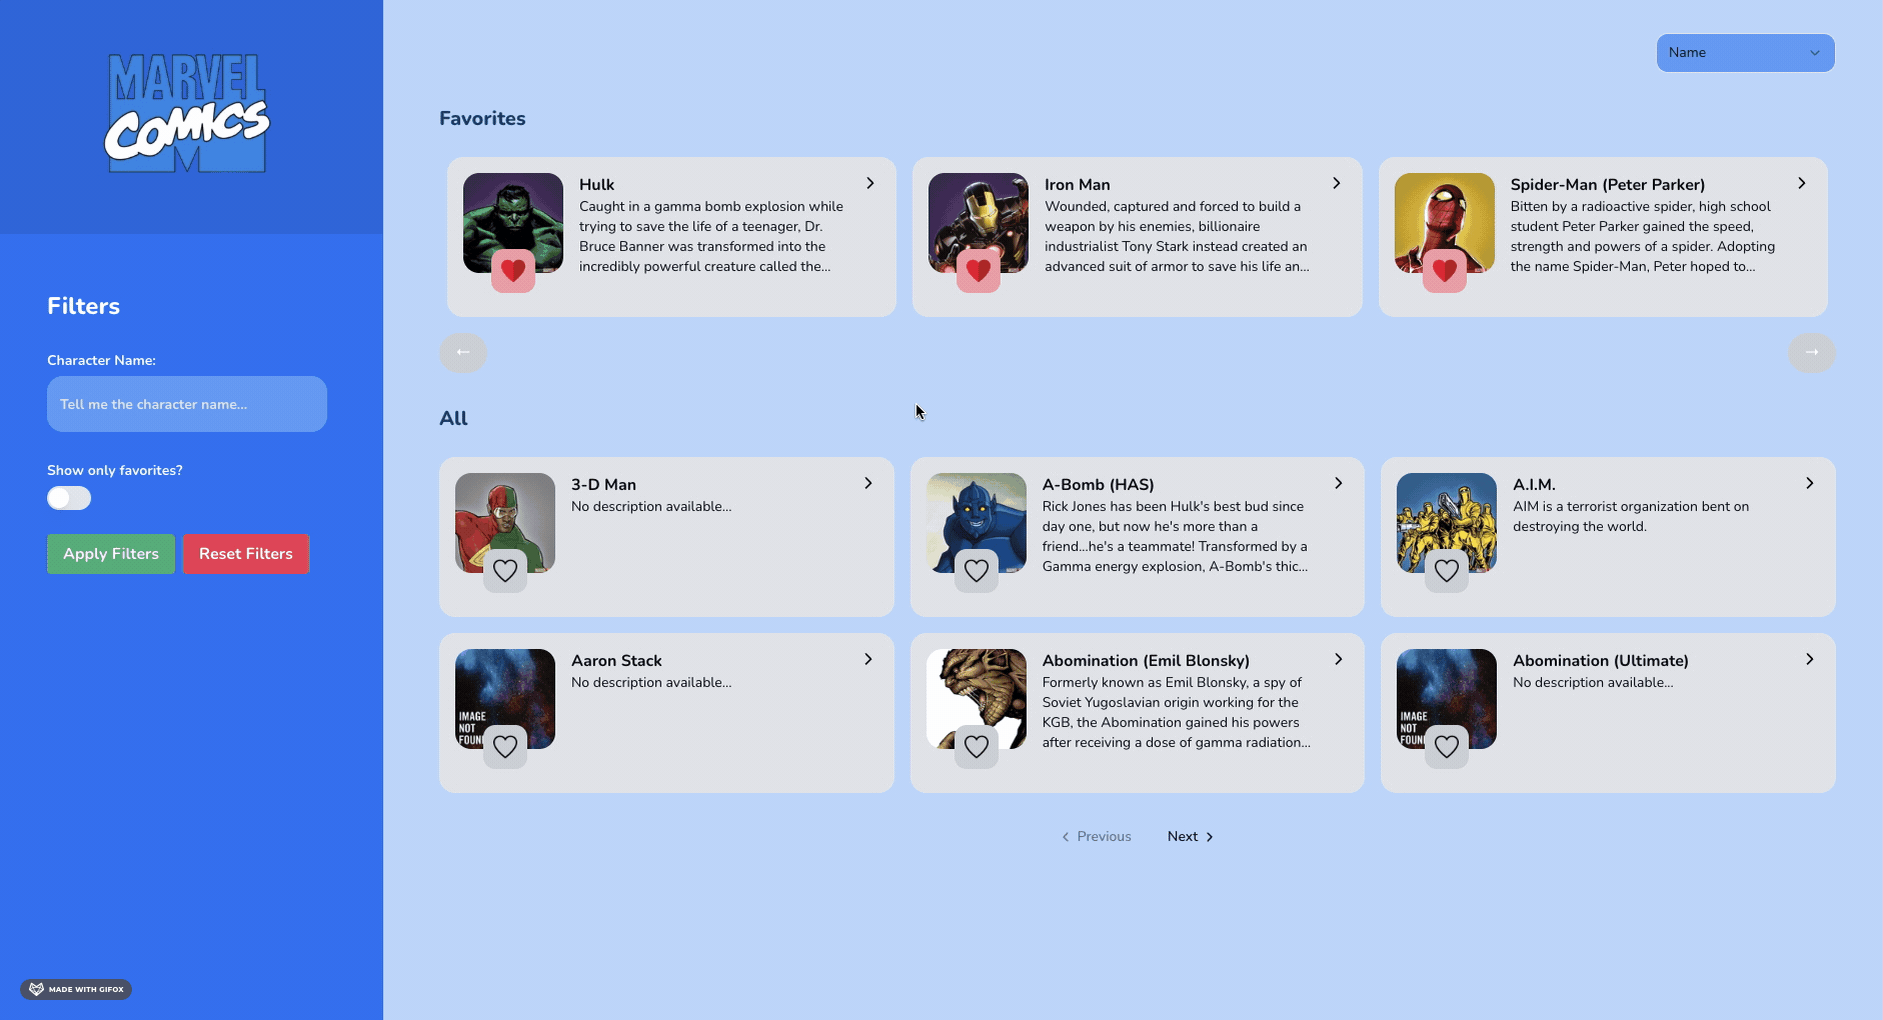 MARVEL
COMICS
Filters
Character Name:
Tell me the character name...
Show only favorites?
Apply Filters
Reset Filters
MADE WITH GIFOX
Name
Favorites
Hulk
Caught in a gamma bomb explosion while
trying to save the life of a teenager, Dr.
Bruce Banner was transformed into the
incredibly powerful creature called the...
Iron Man
Wounded, captured and forced to build a
weapon by his enemies, billionaire
industrialist Tony Stark instead created an
advanced suit of armor to save his life an...
Spider-Man (Peter Parker)
Bitten by a radioactive spider, high school
student Peter Parker gained the speed,
strength and powers of a spider. Adopting
the name Spider-Man, Peter hoped to...
←
→
All
3-D Man
No description available...
A-Bomb (HAS)
Rick Jones has been Hulk's best bud since
day one, but now he's more than a
friend...he's a teammate! Transformed by a
Gamma energy explosion, A-Bomb's thic...
A.I.M.
AIM is a terrorist organization bent on
destroying the world.
IMAGE
NOT
FOUN
Aaron Stack
No description available...
Abomination (Emil Blonsky)
Formerly known as Emil Blonsky, a spy of
Soviet Yugoslavian origin working for the
KGB, the Abomination gained his powers
after receiving a dose of gamma radiation...
IMAGE
NOT
FOUN
Abomination (Ultimate)
No description available...
Previous
Next